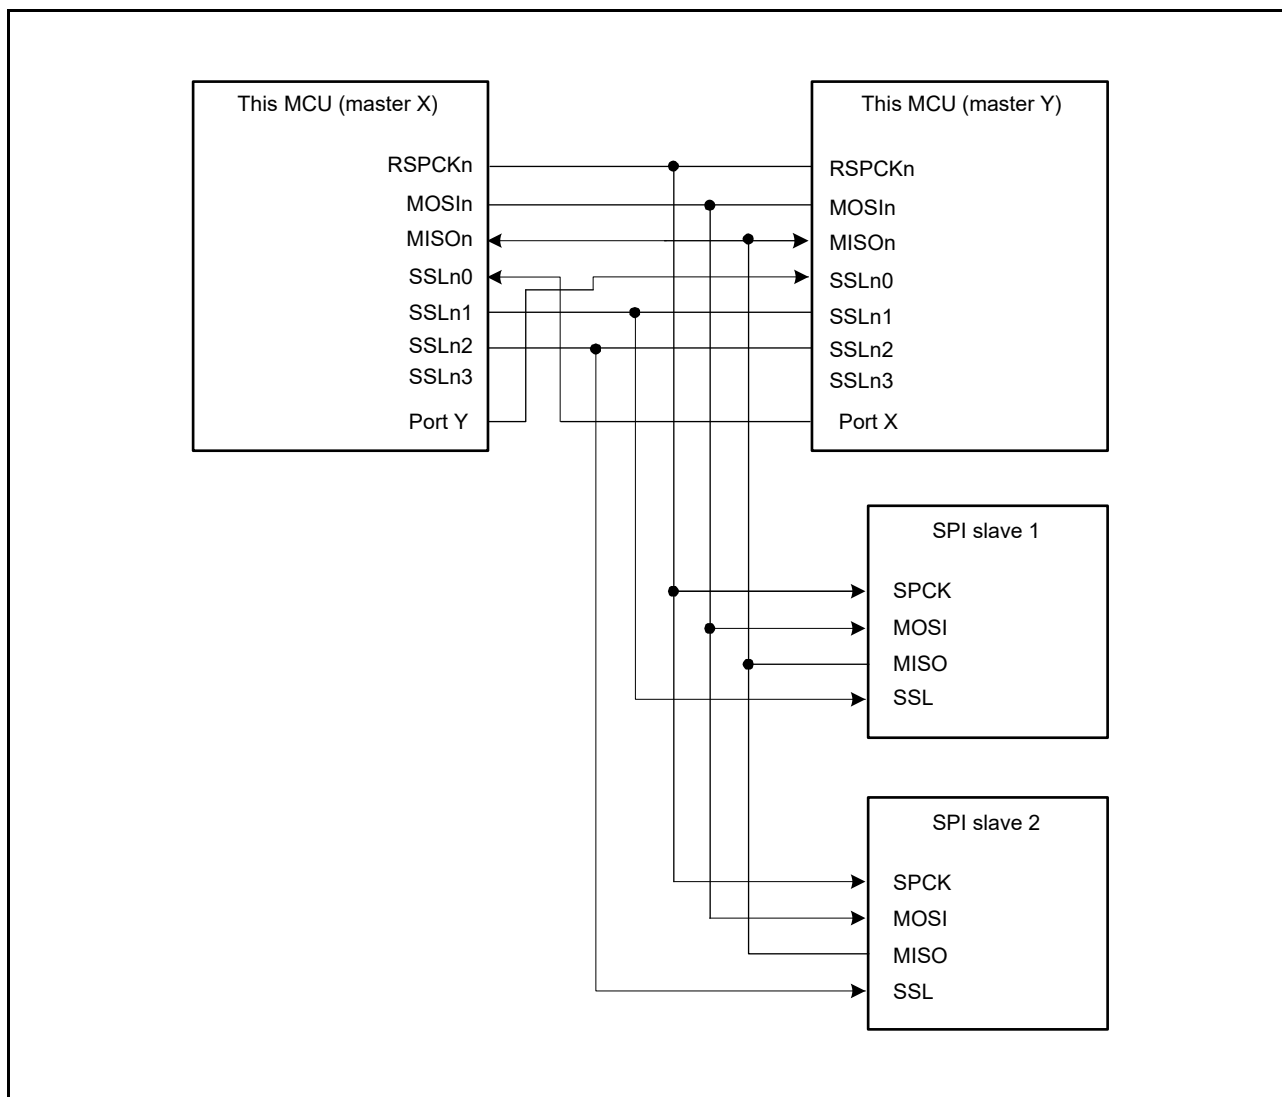 This MCU (master X)
RSPCKn
MOSIn
MISOn
SSLn0
SSLn1
SSLn2
SSLn3
Port Y
This MCU (master Y)
RSPCKn
MOSIn
MISOn
SSLn0
SSLn1
SSLn2
SSLn3
Port X
SPI slave 1
SPCK
MOSI
MISO
SSL
SPI slave 2
SPCK
MOSI
MISO
SSL